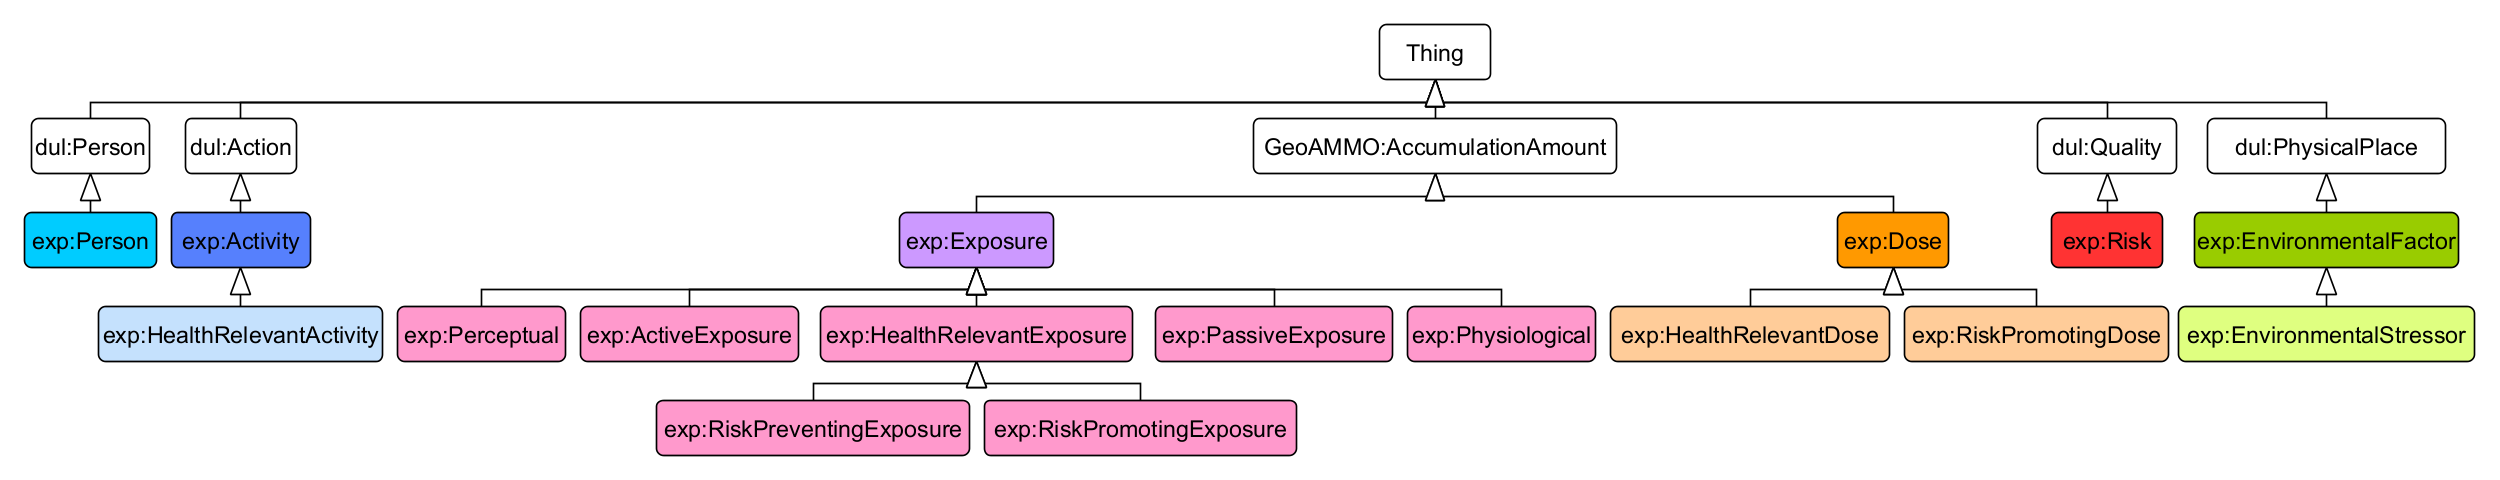 Thing
dul:Person
dul:Action
GeoAMMO:AccumulationAmount
dul:Quality
dul:PhysicalPlace
exp:Person
exp:Activity
exp:Exposure
exp:Dose
exp:Risk
exp:EnvironmentalFactor
exp:HealthRelevantActivity
exp:Perceptual
exp:ActiveExposure
exp:HealthRelevantExposure
exp:PassiveExposure
exp:Physiological
exp:HealthRelevantDose
exp:RiskPromotingDose
exp:EnvironmentalStressor
exp:RiskPreventingExposure
exp:RiskPromotingExposure